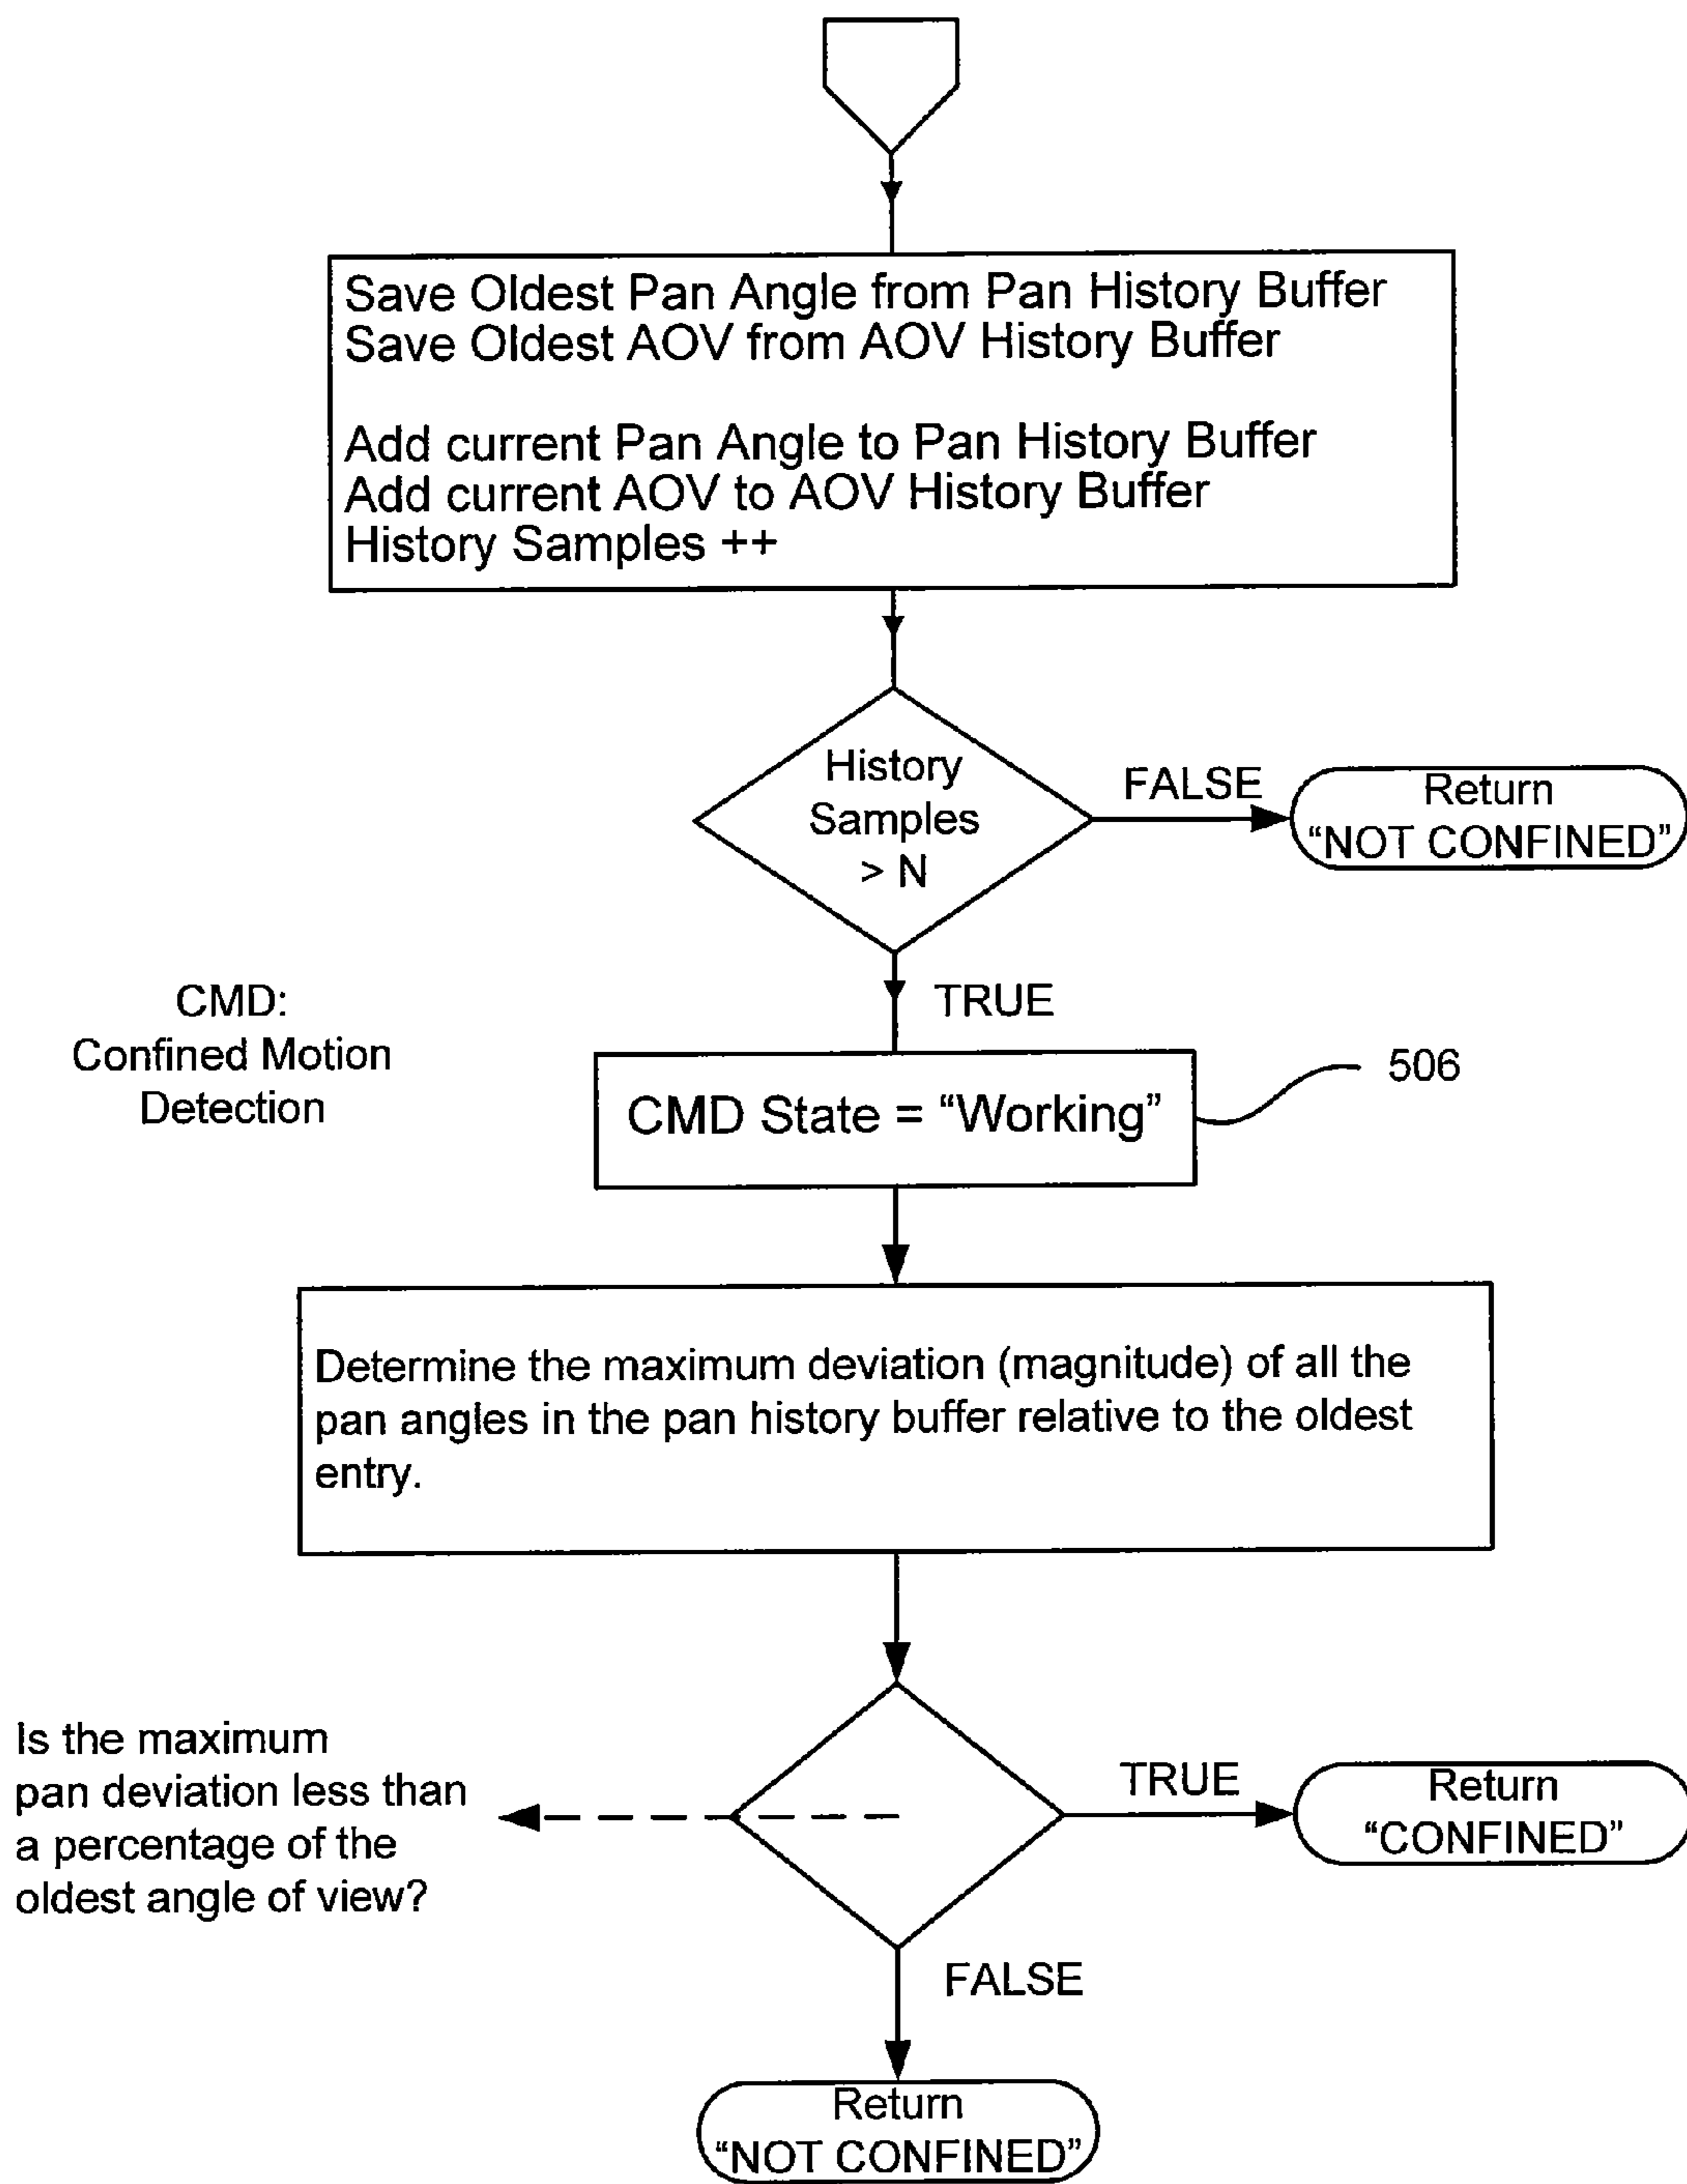 Save Oldest Pan Angle from Pan History Buffer
Save Oldest AOV from AOV History Buffer
Add current Pan Angle to Pan History Buffer
Add current AOV to AOV History Buffer
History Samples ++
History
Samples
> N
FALSE
Return
“NOT CONFINED”
TRUE
CMD:
Confined Motion
Detection
CMD State = “Working”
506
Determine the maximum deviation (magnitude) of all the
pan angles in the pan history buffer relative to the oldest
entry.
Is the maximum
pan deviation less than
a percentage of the
oldest angle of view?
TRUE
Return
“CONFINED”
FALSE
Return
“NOT CONFINED”